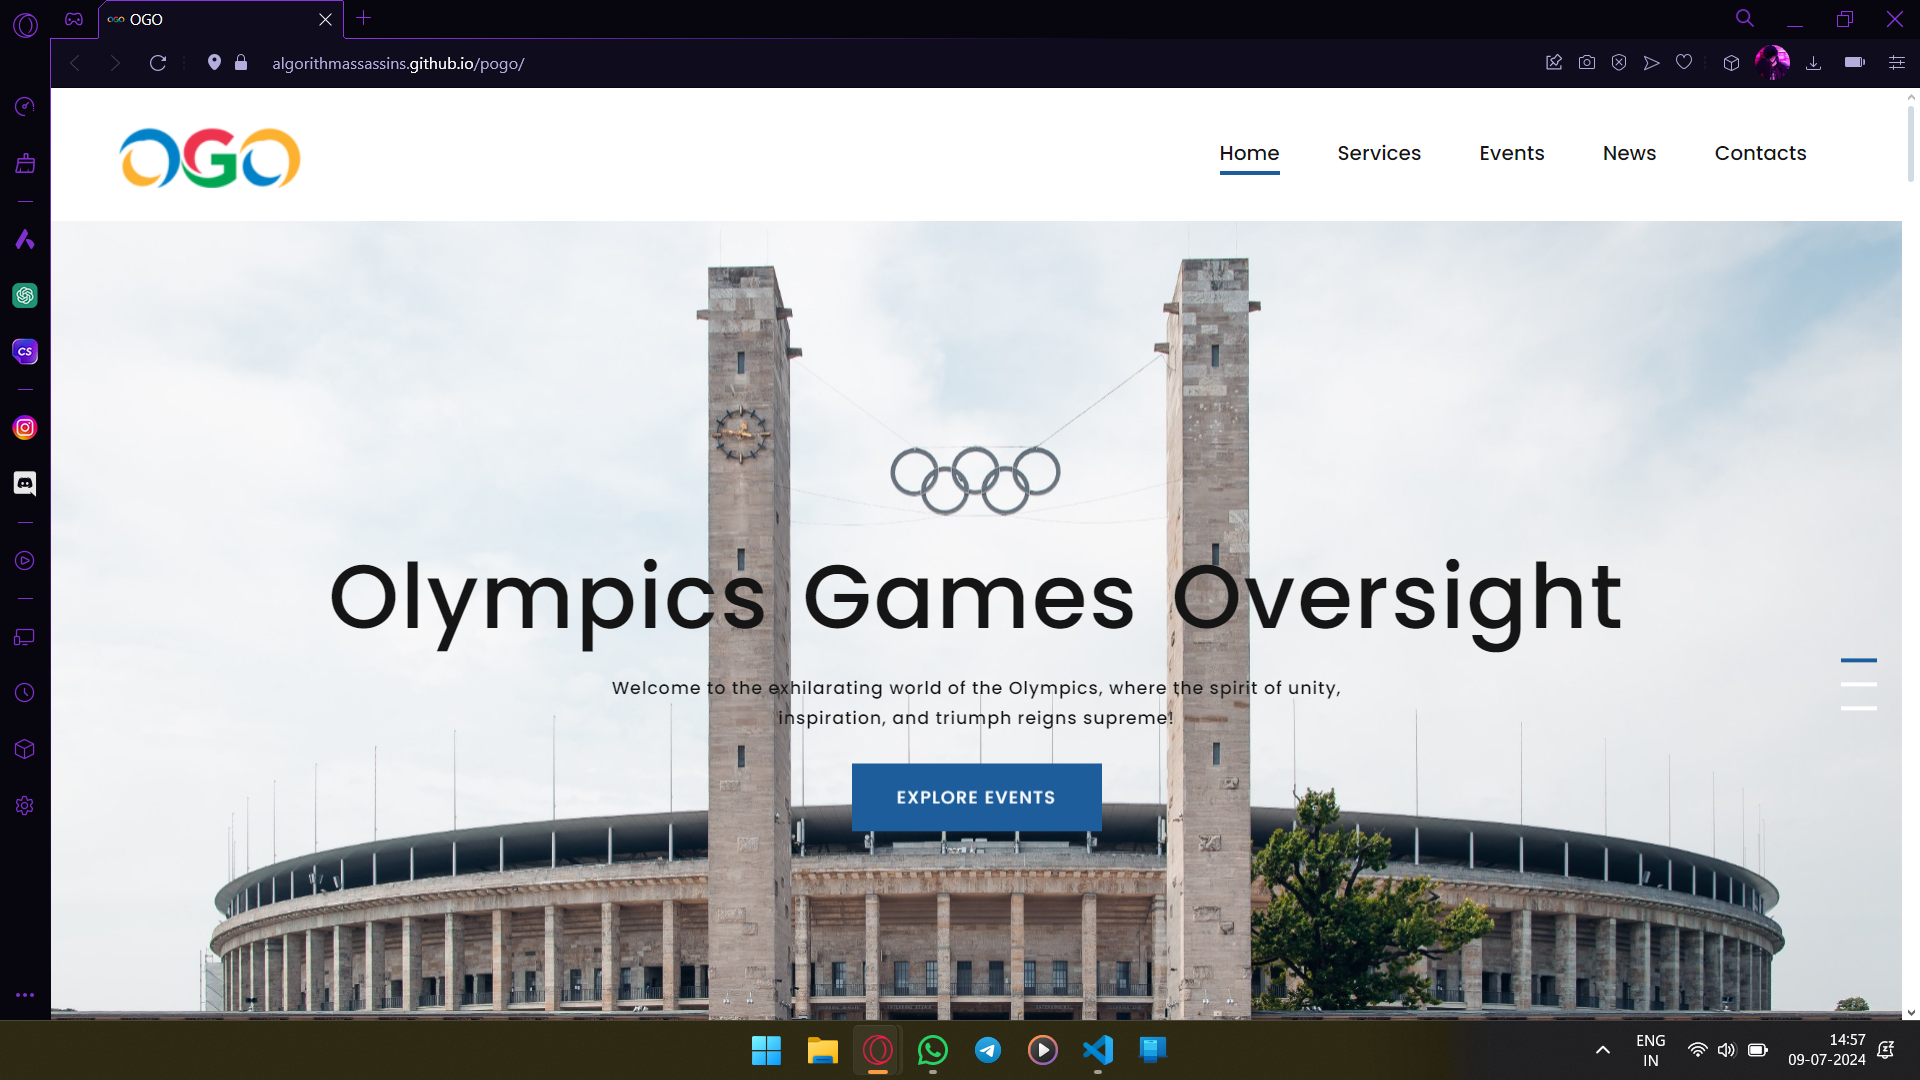 OGO
algorithmassassins.github.io/pogo/
OGO
Home
Services
Events
News
Contacts
Olympics Games Oversight
Welcome to the exhilarating world of the Olympics, where the spirit of unity,
inspiration, and triumph reigns supreme!
EXPLORE EVENTS
CS
ENG
IN
14:57
09-07-2024